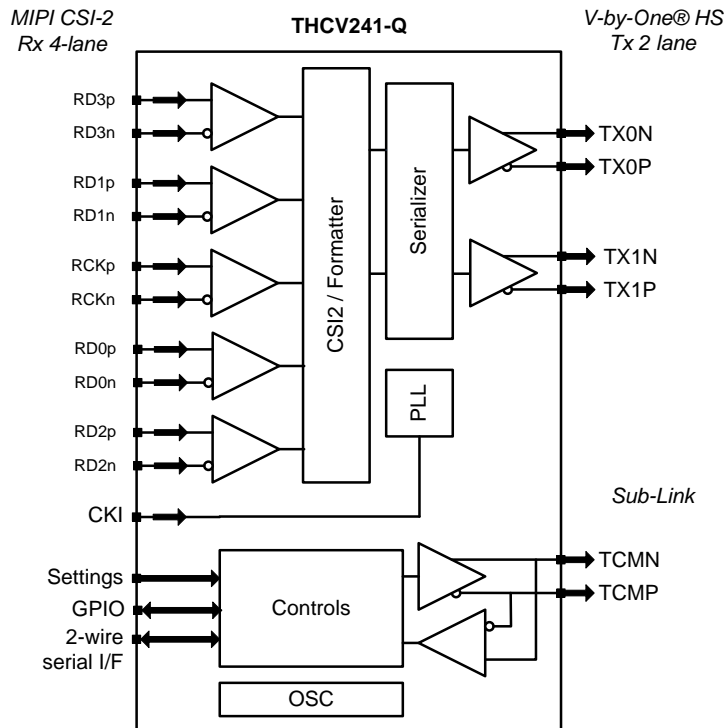 MIPI CSI-2
Rx 4-lane
THCV241-Q
V-by-One® HS
Tx 2 lane
RD3p
RD3n
RD1p
RD1n
RCKp
RCKn
RD0p
RD0n
RD2p
RD2n
CKI
CSI2 / Formatter
Serializer
PLL
TX0N
TX0P
TX1N
TX1P
Sub-Link
Settings
GPIO
2-wire
serial I/F
Controls
OSC
TCMN
TCMP